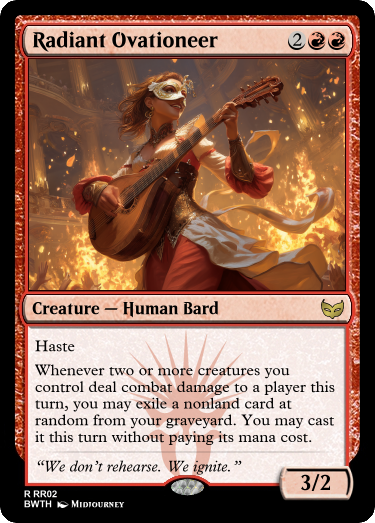 Radiant Ovationeer 2
Creature — Human Bard
Haste
Whenever two or more creatures you
control deal combat damage to a player this
turn, you may exile a nonland card at
random from your graveyard. You may cast
it this turn without paying its mana cost.
“We don’t rehearse. We ignite.”
3/2
R RR02
BWTH Midjourney